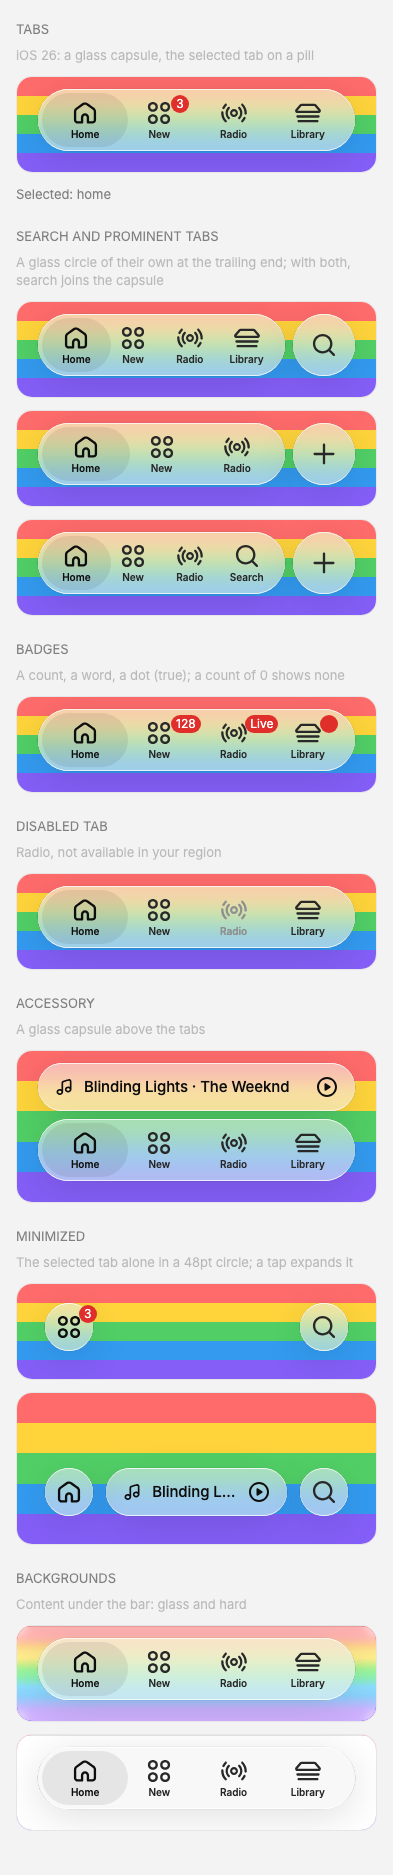 TABS
iOS 26: a glass capsule, the selected tab on a pill
3
Home New Radio Library
Selected: home
SEARCH AND PROMINENT TABS
A glass circle of their own at the trailing end; with both,
search joins the capsule
Home New Radio Library
Home New Radio
Home New Radio Search
BADGES
A count, a word, a dot (true); a count of 0 shows none
128 Live
Home New Radio Library
DISABLED TAB
Radio, not available in your region
Home New Radio Library
ACCESSORY
A glass capsule above the tabs
Blinding Lights · The Weeknd
Home New Radio Library
MINIMIZED
The selected tab alone in a 48pt circle; a tap expands it
3
Blinding L...
BACKGROUNDS
Content under the bar: glass and hard
Home New Radio Library
Home New Radio Library